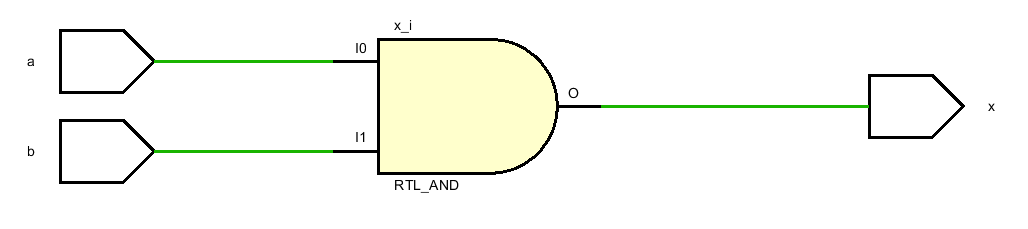 x_i
a
I0
O
x
b
I1
RTL_AND